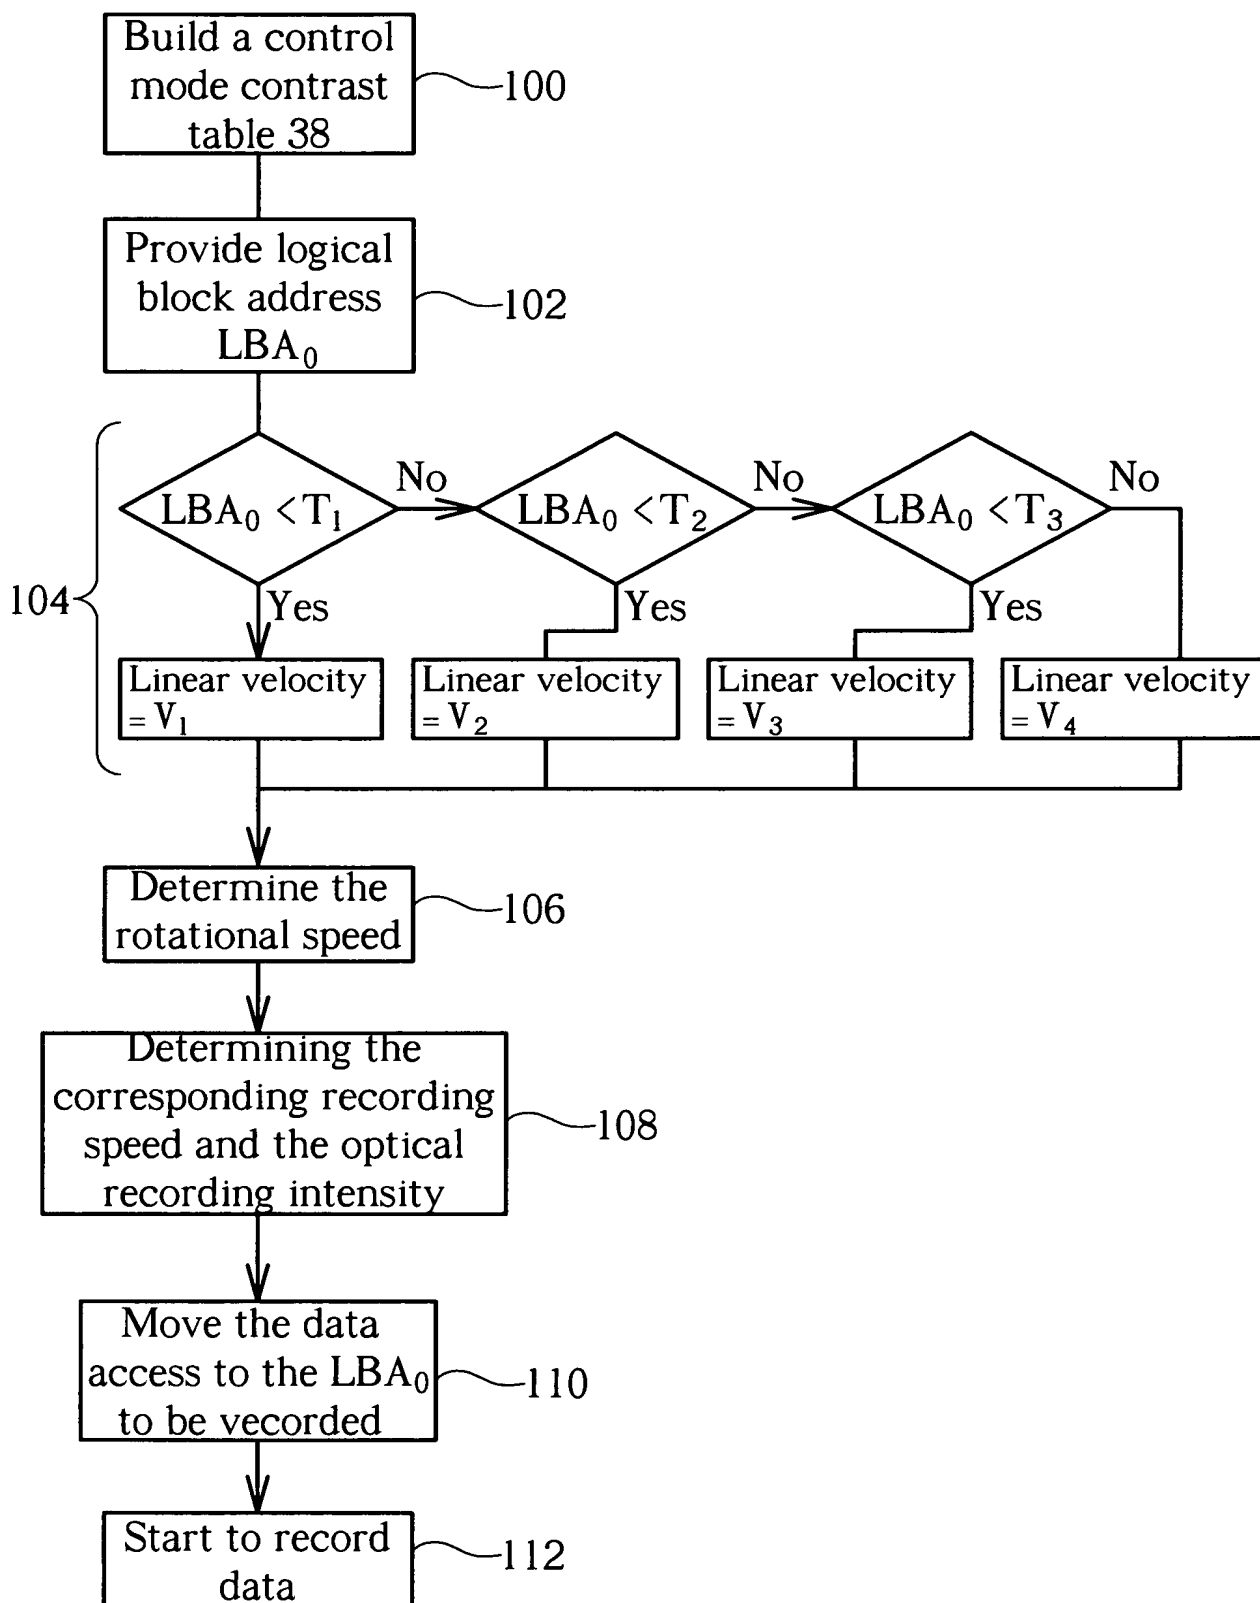 Build a control
mode contrast
table 38
100
Provide logical
block address
LBA₀
102
104
LBA₀ <T₁
No
LBA₀ <T₂
No
LBA₀ <T₃
No
Yes
Yes
Yes
Linear velocity
= V₁
Linear velocity
= V₂
Linear velocity
= V₃
Linear velocity
= V₄
Determine the
rotational speed
106
Determining the
corresponding recording
speed and the optical
recording intensity
108
Move the data
access to the LBA₀
to be vecorded
110
Start to record
data
112